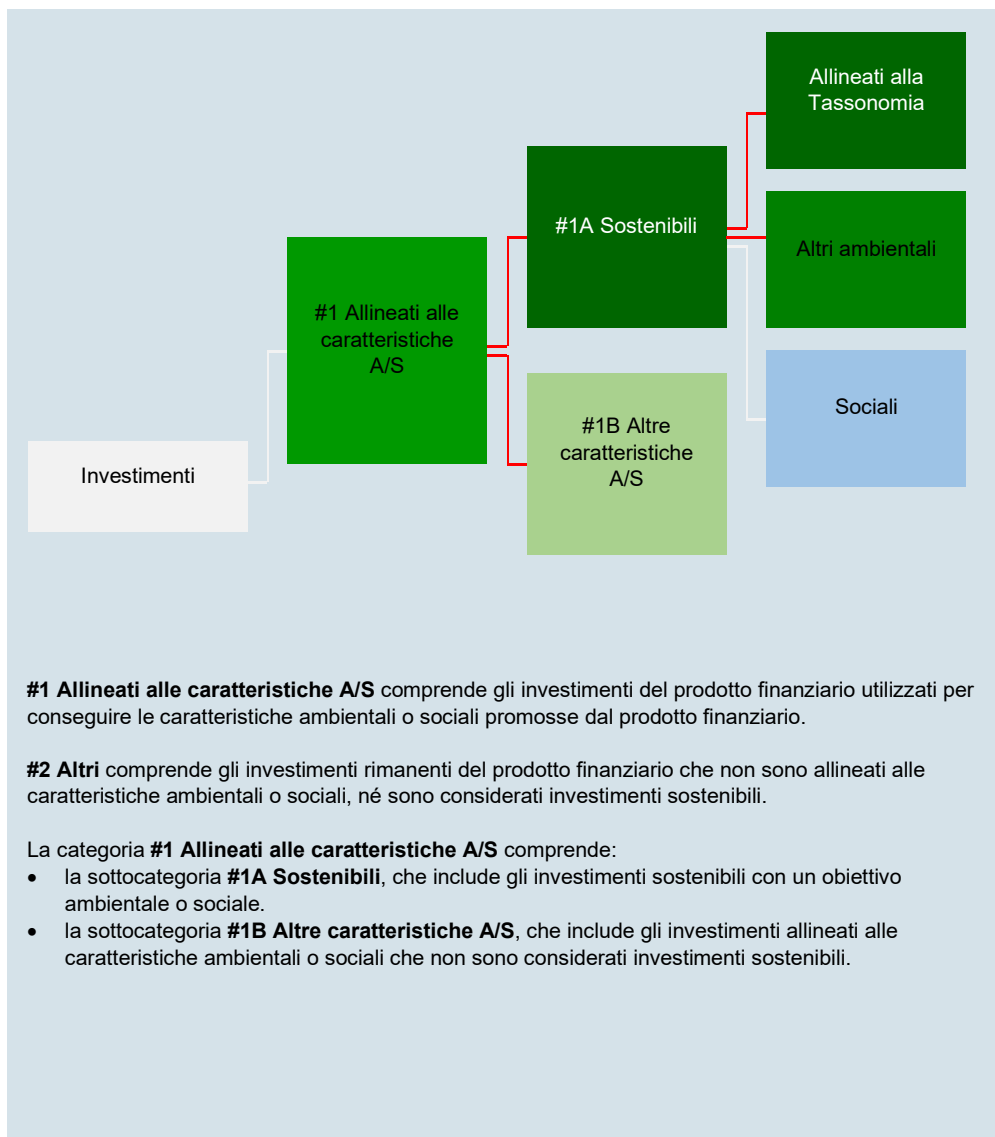 Allineati alla
Tassonomia
#1A Sostenibili
Altri ambientali
#1 Allineati alle
caratteristiche
A/S
Sociali
#1B Altre
caratteristiche
A/S
Investimenti
#1 Allineati alle caratteristiche A/S comprende gli investimenti del prodotto finanziario utilizzati per
conseguire le caratteristiche ambientali o sociali promosse dal prodotto finanziario.
#2 Altri comprende gli investimenti rimanenti del prodotto finanziario che non sono allineati alle
caratteristiche ambientali o sociali, né sono considerati investimenti sostenibili.
La categoria #1 Allineati alle caratteristiche A/S comprende:
• la sottocategoria #1A Sostenibili, che include gli investimenti sostenibili con un obiettivo
ambientale o sociale.
• la sottocategoria #1B Altre caratteristiche A/S, che include gli investimenti allineati alle
caratteristiche ambientali o sociali che non sono considerati investimenti sostenibili.